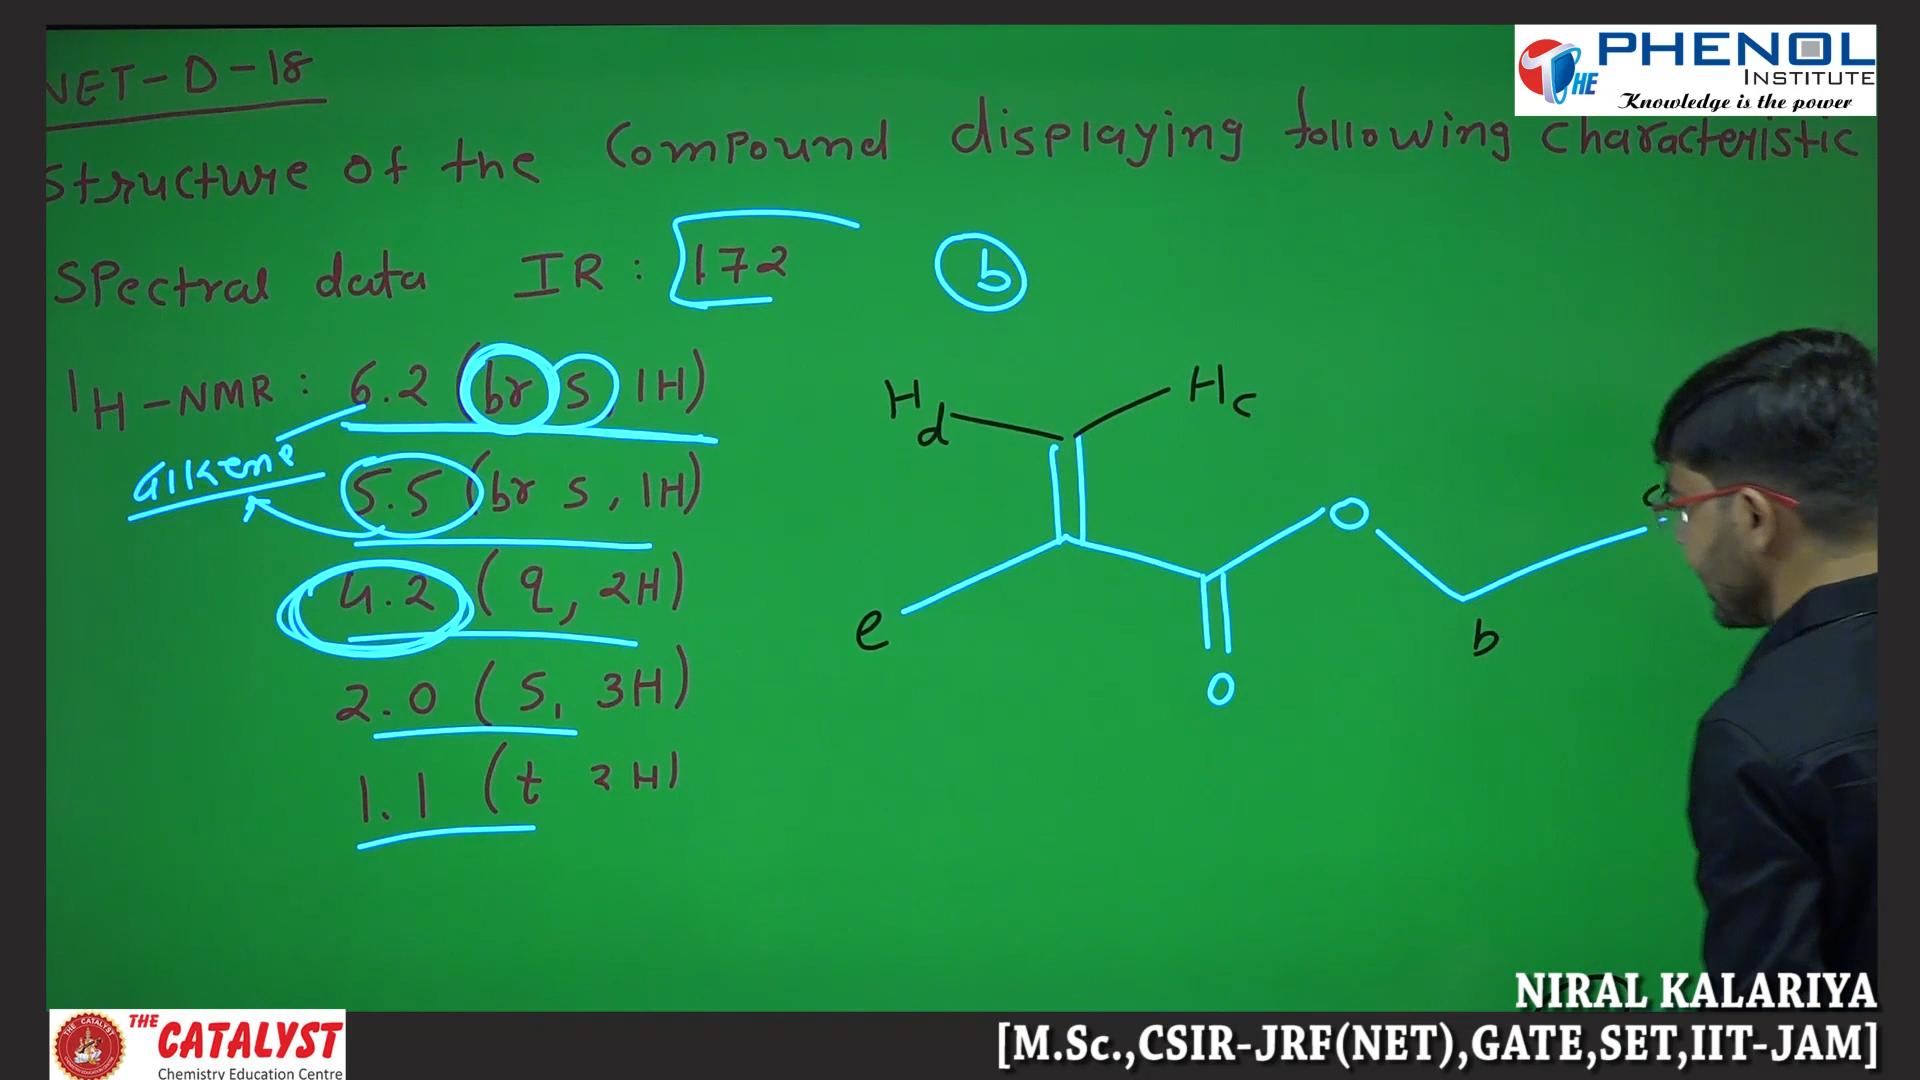 NET-D-18
THE PHENOL
INSTITUTE
Knowledge is the power
Structure of the Compound displaying following characteristic
Spectral data IR : 172
b
1H-NMR : 6.2 (br s, 1H)
alkene
5.5 (br s, 1H)
4.2 (q, 2H)
2.0 (s, 3H)
1.1 (t 3H)
Hd
Hc
O
e
b
O
NIRAL KALARIYA
[M.Sc.,CSIR-JRF(NET),GATE,SET,IIT-JAM]
THE CATALYST
Chemistry Education Centre